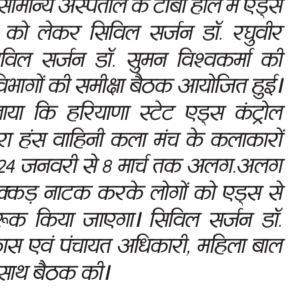 सामान्य अस्पताल के टीबी हॉल में एड्स
को लेकर सिविल सर्जन डॉ. रघुवीर
विल सर्जन डॉ. सुमन विश्वकर्मा की
विभागों की समीक्षा बैठक आयोजित हुई।
ाया कि हरियाणा स्टेट एड्स कंट्रोल
रा हंस वाहिनी कला मंच के कलाकारों
24 जनवरी से 8 मार्च तक अलग.अलग
क्कड़ नाटक करके लोगों को एड्स से
रूक किया जाएगा। सिविल सर्जन डॉ.
कास एवं पंचायत अधिकारी, महिला बाल
साथ बैठक की।